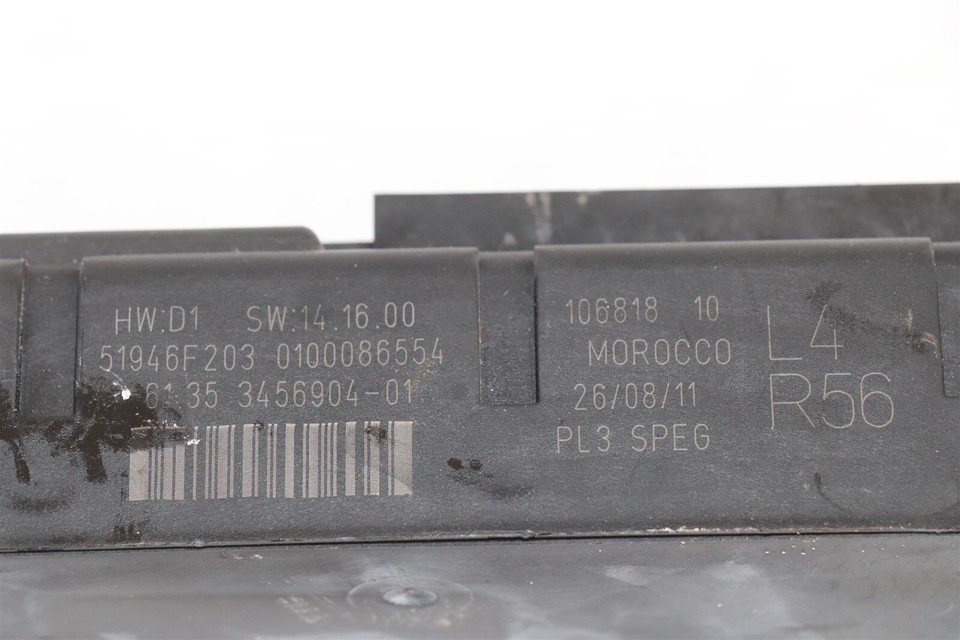 HW:D1 SW:14.16.00
51946F203 0100086554
61.35 3456904-01
106818 10
MOROCCO
26/08/11
PL3 SPEG
L4
R56